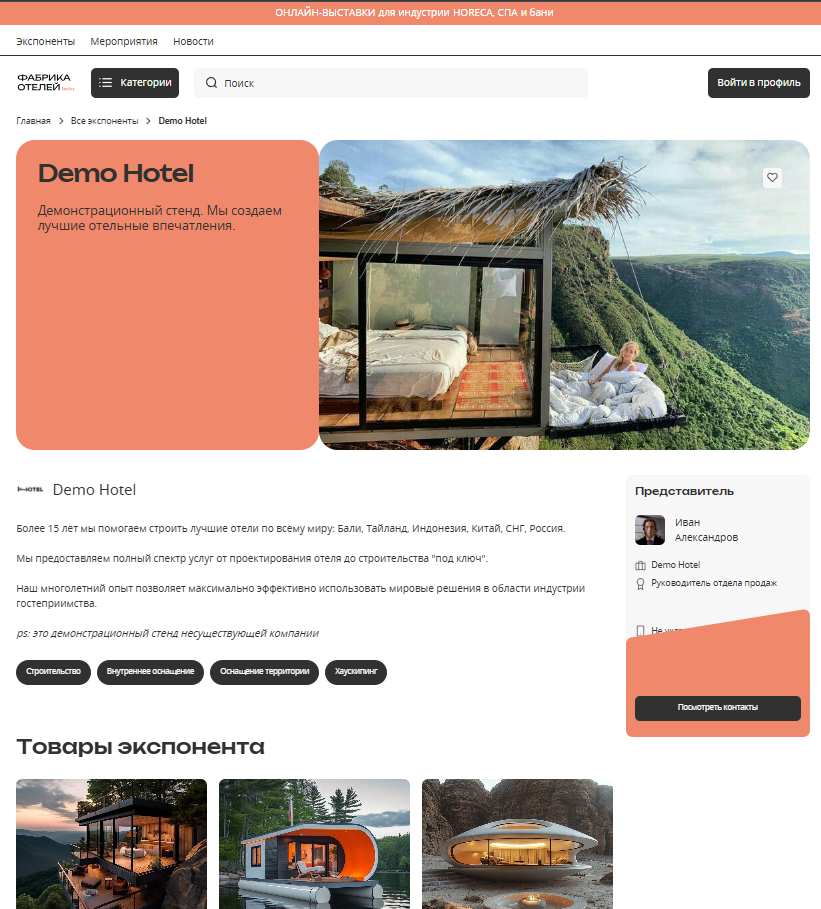 ОНЛАЙН-ВЫСТАВКИ для индустрии HORECA, СПА и бани
Экспоненты Мероприятия Новости
ФАБРИКА
ОТЕЛЕЙ
Категории
Поиск
Войти в профиль
Главная > Все экспоненты > Demo Hotel
Demo Hotel
Демонстрационный стенд. Мы создаем
лучшие отельные впечатления.
HOTEL Demo Hotel
Более 15 лет мы помогаем строить лучшие отели по всему миру: Бали, Тайланд, Индонезия, Китай, СНГ, Россия.
Мы предоставляем полный спектр услуг от проектирования отеля до строительства "под ключ".
Наш многолетний опыт позволяет максимально эффективно использовать мировые решения в области индустрии
гостеприимства.
ps: это демонстрационный стенд несуществующей компании
Строительство Внутреннее оснащение Оснащение территории Хаускипинг
Представитель
Иван
Александров
Demo Hotel
Руководитель отдела продаж
Не
Посмотреть контакты
Товары экспонента